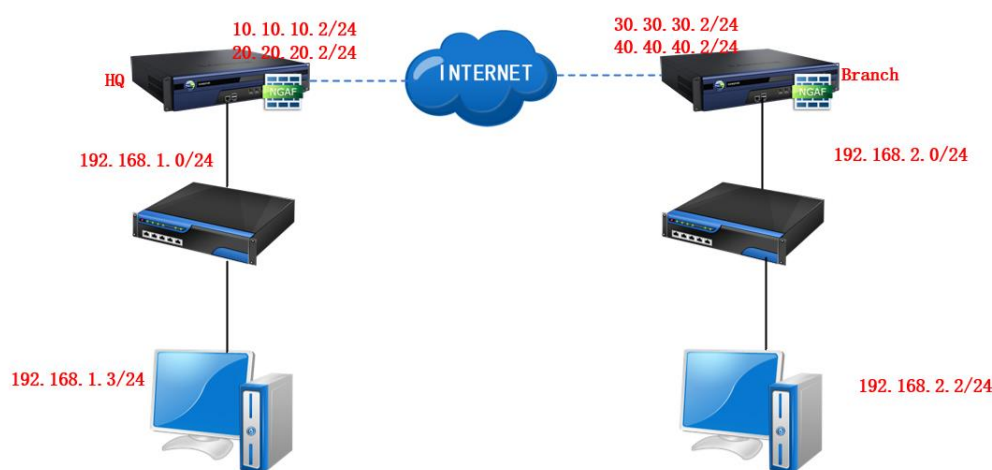 10.10.10.2/24
20.20.20.2/24
30.30.30.2/24
40.40.40.2/24
HQ
NGAF
INTERNET
Branch
NGAF
192.168.1.0/24
192.168.2.0/24
192.168.1.3/24
192.168.2.2/24